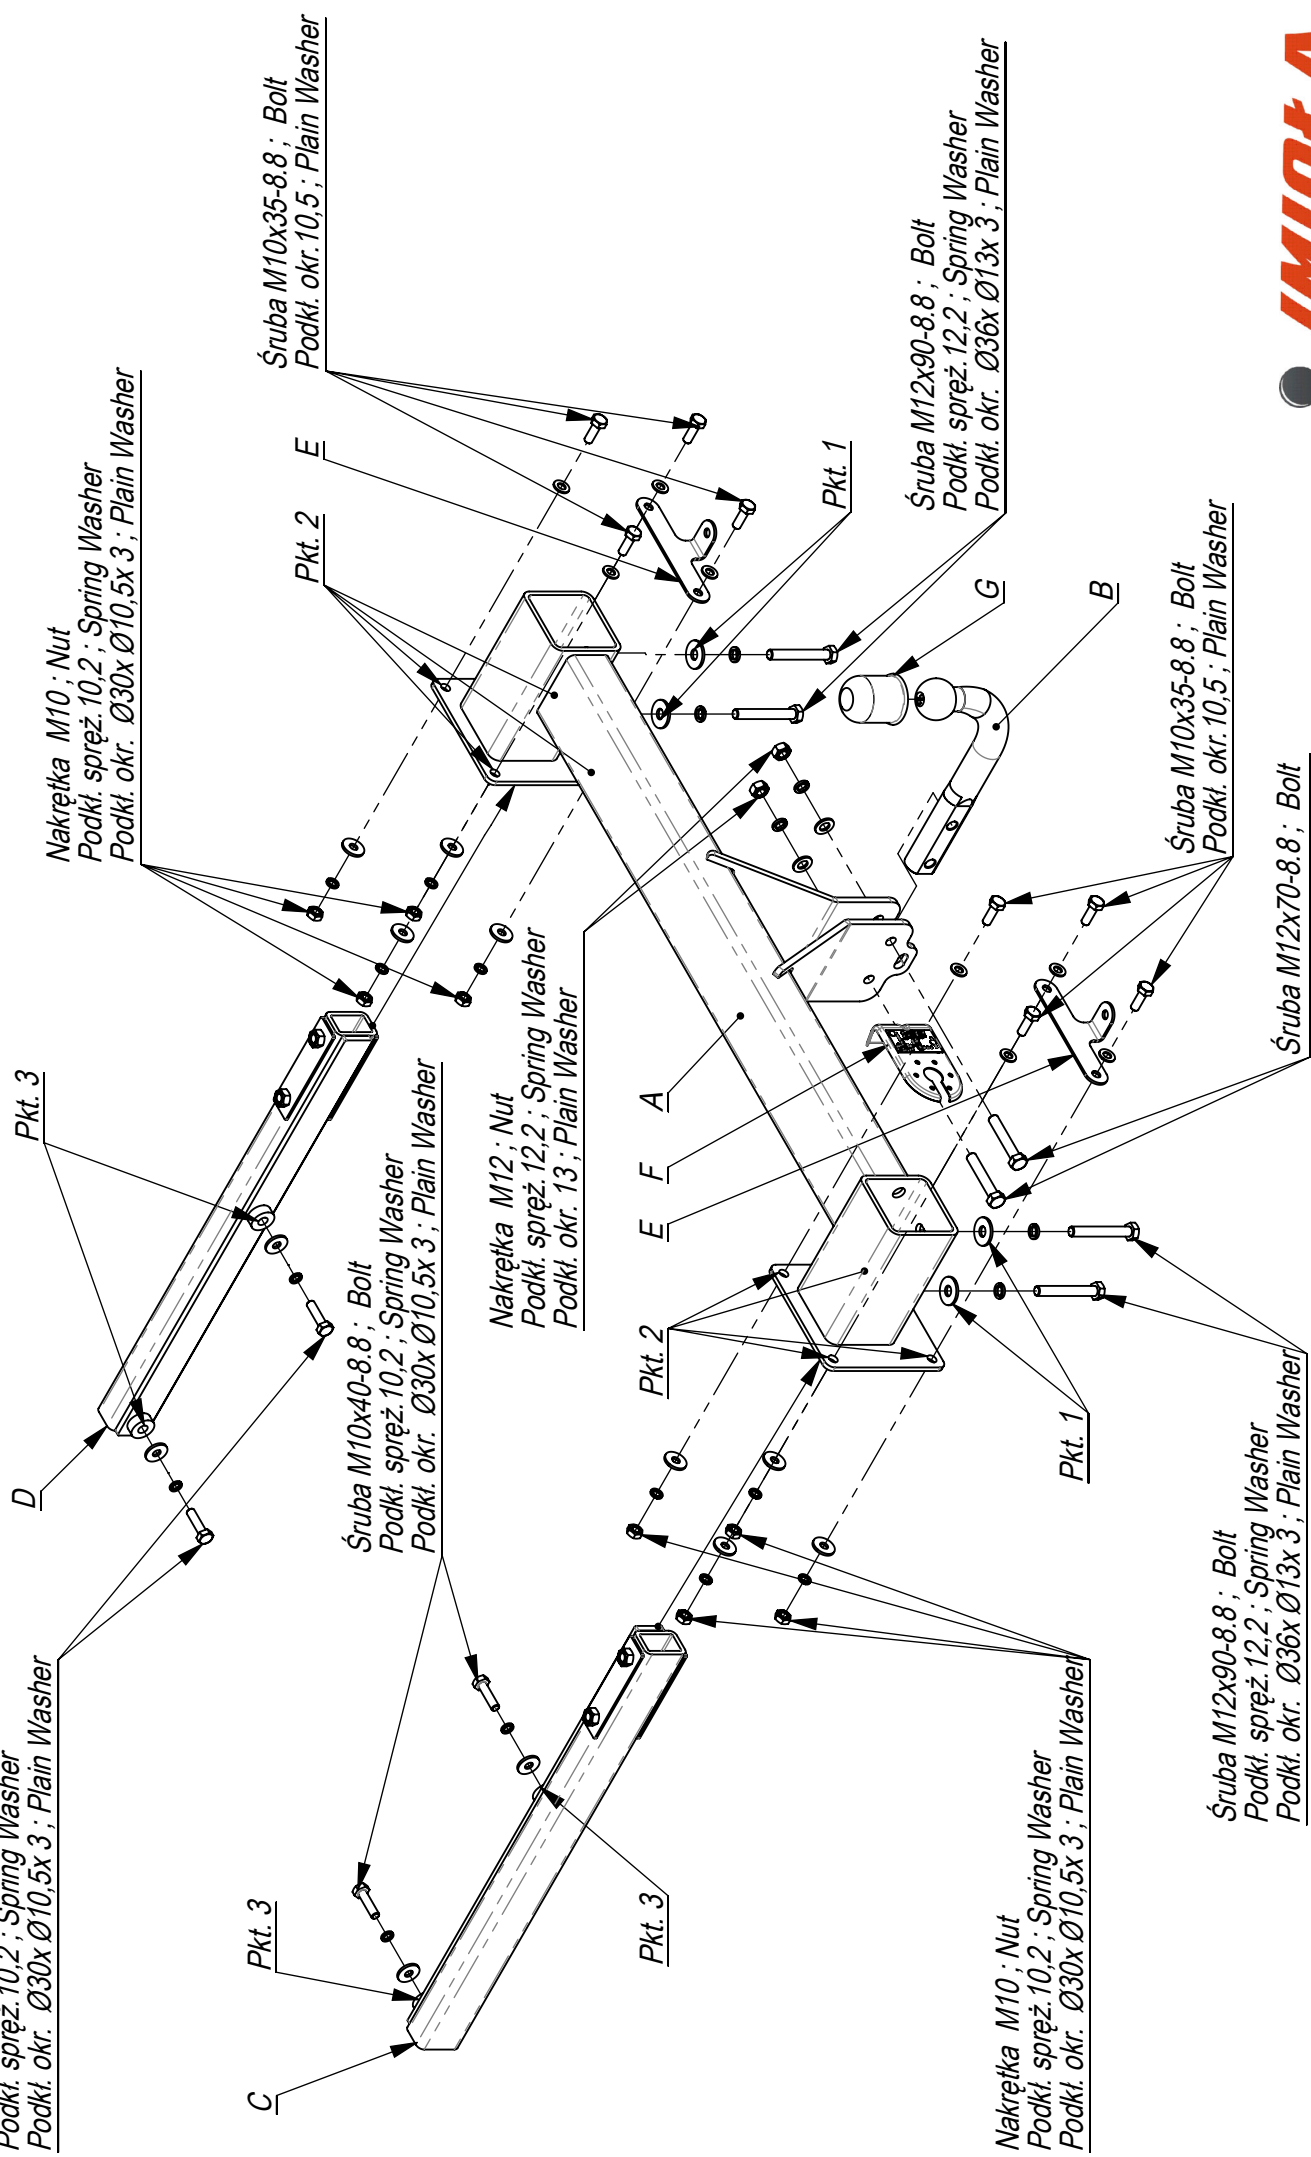 Podkł. spręż.10,2 ; Spring Washer
Podkł. okr. Ø30x Ø10,5x 3 ; Plain Washer
D
Pkt. 3
Nakrętka M10 ; Nut
Podkł. spręż.10,2 ; Spring Washer
Podkł. okr. Ø30x Ø10,5x 3 ; Plain Washer
C
Pkt. 3
Śruba M10x40-8.8 ; Bolt
Podkł. spręż.10,2 ; Spring Washer
Podkł. okr. Ø30x Ø10,5x 3 ; Plain Washer
Pkt. 2
E
Śruba M10x35-8.8 ; Bolt
Podkł. okr.10,5 ; Plain Washer
Nakrętka M12 ; Nut
Podkł. spręż.12,2 ; Spring Washer
Podkł. okr. 13 ; Plain Washer
Pkt. 3
Pkt. 2
E
F
A
Pkt. 1
Śruba M12x90-8.8 ; Bolt
Podkł. spręż.12,2 ; Spring Washer
Podkł. okr. Ø36x Ø13x 3 ; Plain Washer
G
B
Nakrętka M10 ; Nut
Podkł. spręż.10,2 ; Spring Washer
Podkł. okr. Ø30x Ø10,5x 3 ; Plain Washer
Pkt. 1
Śruba M10x35-8.8 ; Bolt
Podkł. okr.10,5 ; Plain Washer
Śruba M12x70-8.8 ; Bolt
Śruba M12x90-8.8 ; Bolt
Podkł. spręż.12,2 ; Spring Washer
Podkł. okr. Ø36x Ø13x 3 ; Plain Washer